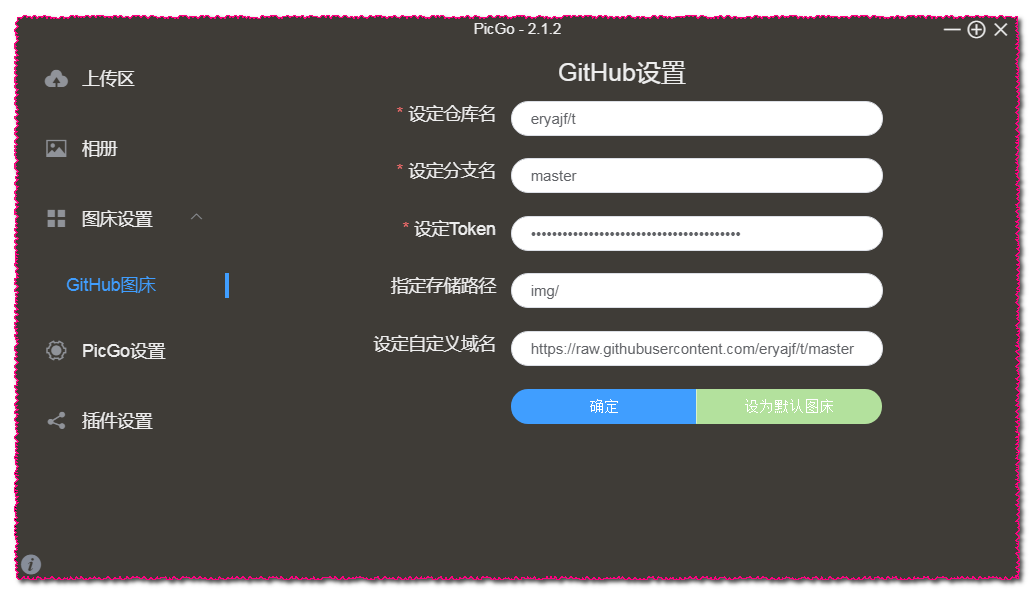 PicGo - 2.1.2
上传区
相册
图床设置
GitHub图床
PicGo设置
插件设置
GitHub设置
* 设定仓库名
eryajf/t
* 设定分支名
master
* 设定Token
••••••••••••••••••••••••••••••••••••••••
指定存储路径
img/
设定自定义域名
https://raw.githubusercontent.com/eryajf/t/master
确定
设为默认图床